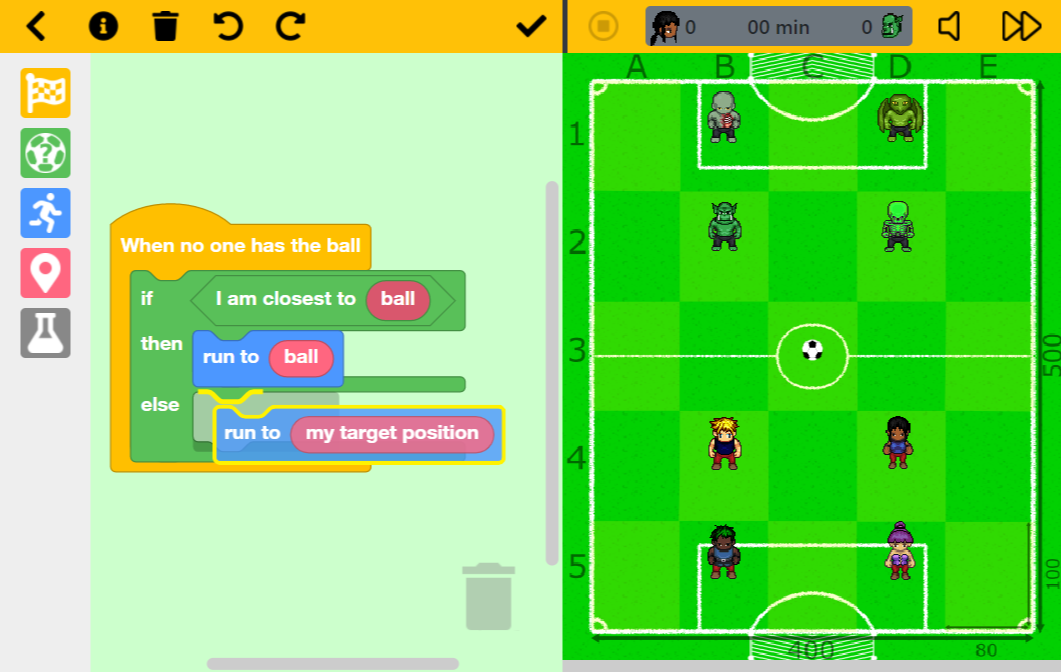 0 00 min 0
A B C D E
When no one has the ball
if I am closest to ball
then run to ball
else run to my target position
1
2
3
4
5
500
100
400 80